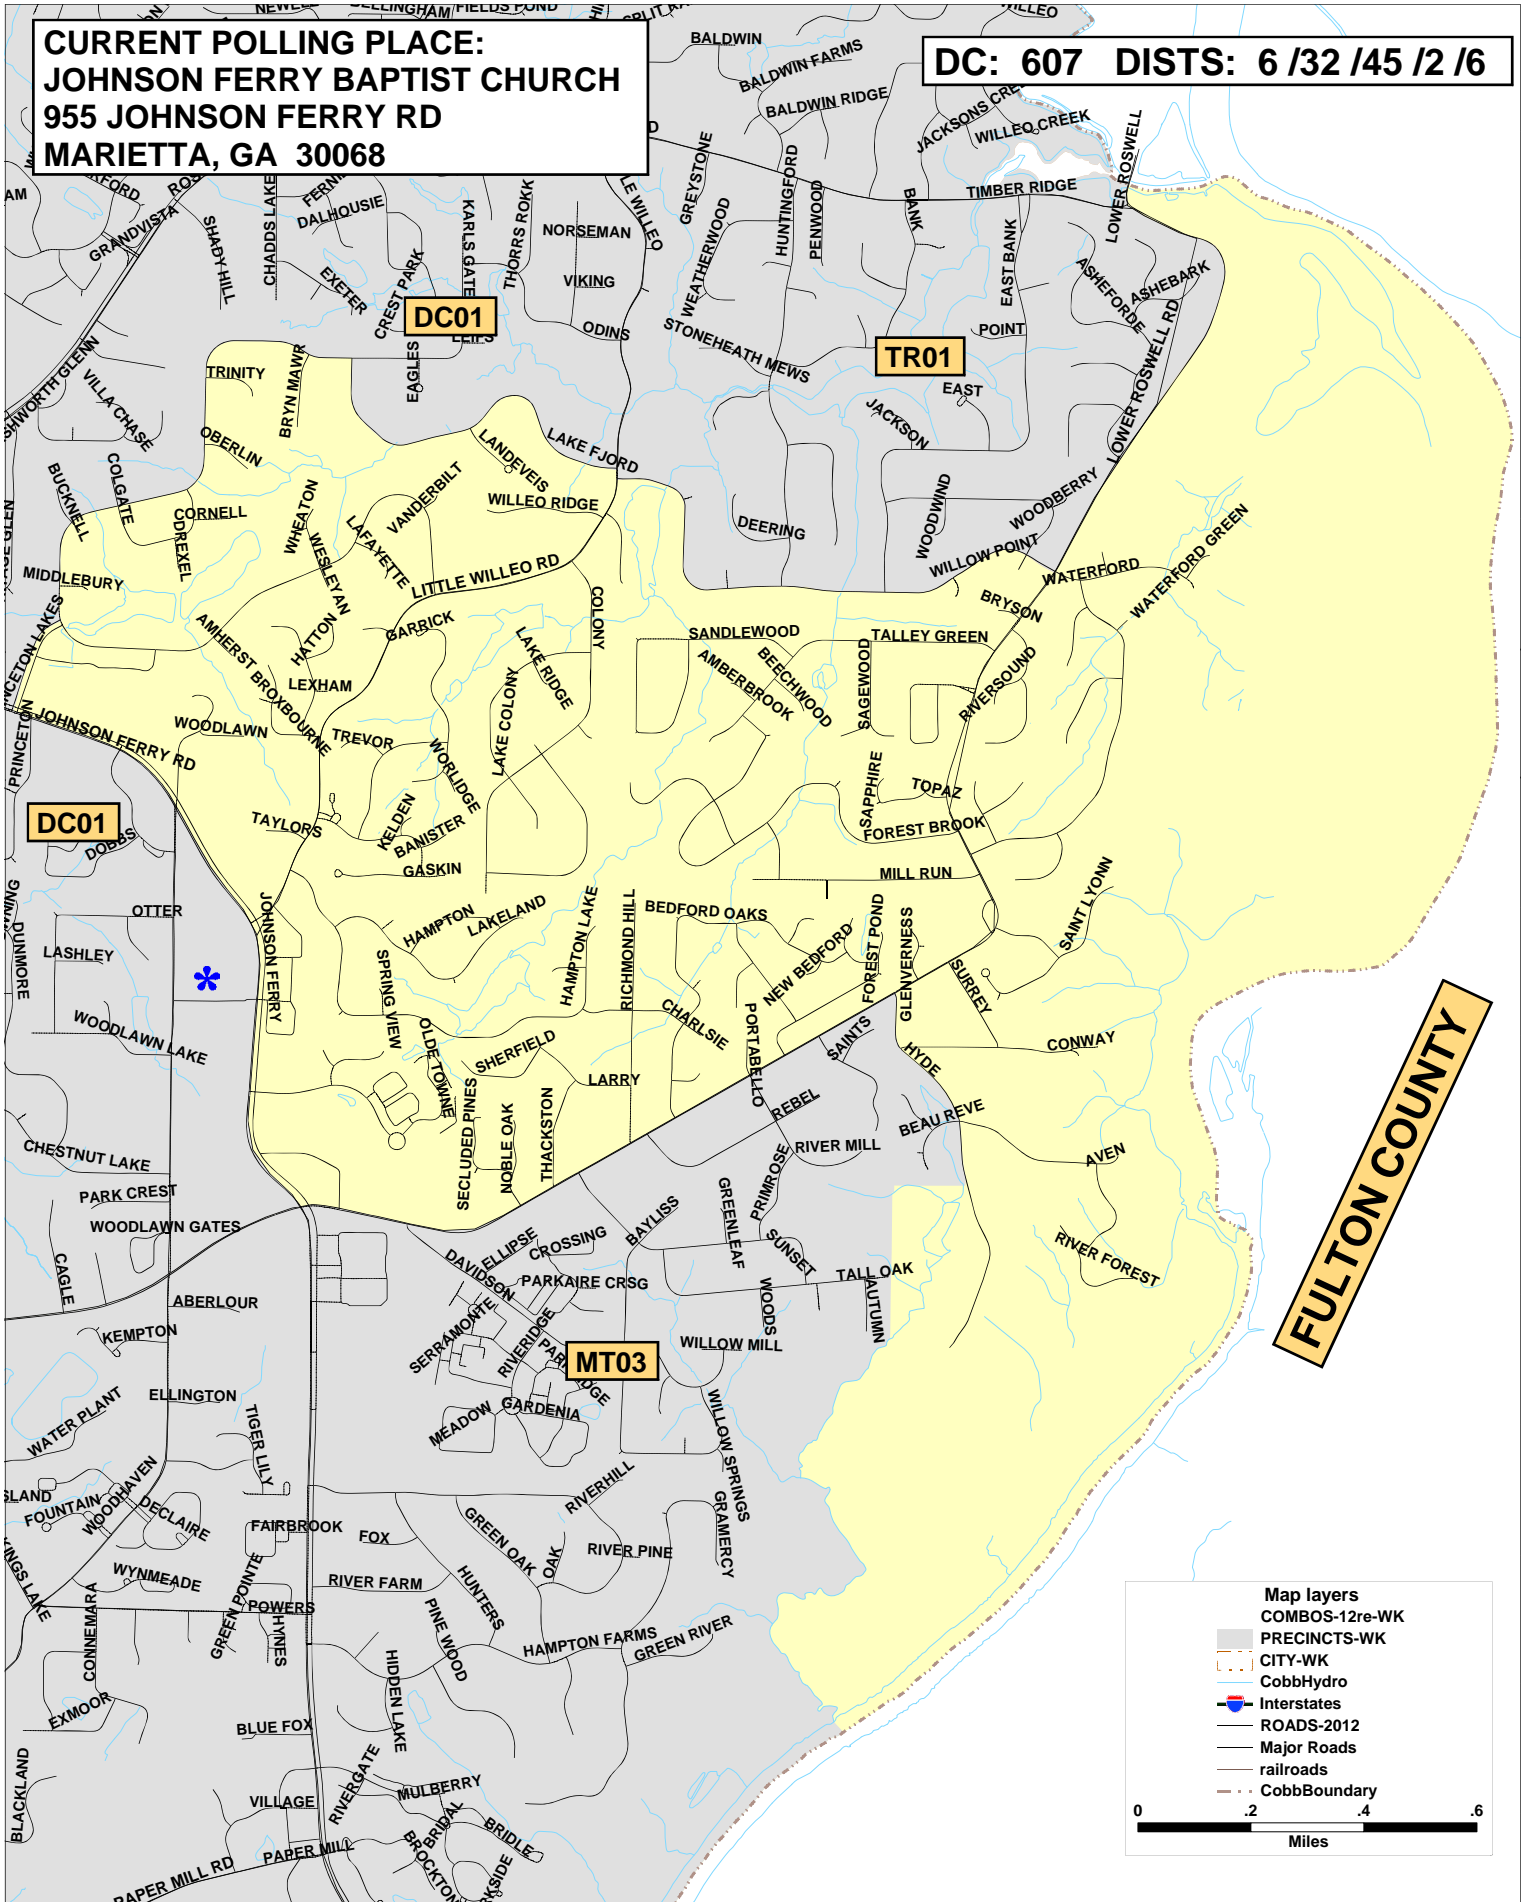 CURRENT POLLING PLACE:
JOHNSON FERRY BAPTIST CHURCH
955 JOHNSON FERRY RD
MARIETTA, GA 30068
DC: 607 DISTS: 6 /32 /45 /2 /6
FIELDS POND
BALDWIN
BALDWIN FARMS
BALDWIN RIDGE
WILLEO CREEK
LOWER ROSWELL
TIMBER RIDGE
GREYSTONE
HUNTINGFORD
PENWOOD
BANK
EAST BANK
WEATHERWOOD
GRANDVISTA
SHADY HILL
CHADDS LAKE
DALHOUSIE
EXETER
CREST PARK
KARLS GATE
THORRS ROKK
NORSEMAN
VIKING
ODINS
STONEHEATH MEWS
POINT
ASHEFORDE
ASHEBARK
LOWER ROSWELL RD
DC01
TR01
EAGLES
EAST
JACKSON
TRINITY
BRYN MAWR
VILLA CHASE
OBERLIN
LANDEVEIS
LAKE FJORD
BUCKNELL
COLGATE
CORNELL
DREXEL
WHEATON
WESLEYAN
LAFAYETTE
VANDERBILT
WILLEO RIDGE
DEERING
WOODWIND
WOODBERRY
WILLOW POINT
WATERFORD
WATERFORD GREEN
MIDDLEBURY
LITTLE WILLEO RD
COLONY
BRYSON
AMHERST
BROXBOURNE
HATTON
GARRICK
LEXHAM
LAKE RIDGE
LAKE COLONY
SANDLEWOOD
AMBERBROOK
BEECHWOOD
SAGEWOOD
TALLEY GREEN
RIVERSOUND
PRINCETON
JOHNSON FERRY RD
WOODLAWN
TREVOR
WORLIDGE
SAPPHIRE
TOPAZ
FOREST BROOK
DC01
DOBBS
TAYLORS
KELDEN
BANISTER
GASKIN
MILL RUN
OTTER
LASHLEY
DUNMORE
WOODLAWN LAKE
JOHNSON FERRY
HAMPTON
LAKELAND
HAMPTON LAKE
RICHMOND HILL
BEDFORD OAKS
NEW BEDFORD
FOREST POND
GLENVERNESS
SURREY
SAINT LYONN
SPRING VIEW
OLDE TOWNE
SHERFIELD
CHARLSIE
PORTABELLO
SAINTS
HYDE
CONWAY
LARRY
SECLUDED PINES
NOBLE OAK
THACKSTON
REBEL
BEAU REVE
RIVER MILL
AVEN
CHESTNUT LAKE
PARK CREST
WOODLAWN GATES
CAGLE
PRIMROSE
GREENLEAF
BAYLISS
SUNSET
TALL OAK
RIVER FOREST
FULTON COUNTY
DAVIDSON
ELLIPSE
CROSSING
PARKAIRE CRSG
WOODS
AUTUMN
ABERLOUR
KEMPTON
SERRAMONTE
RIVERIDGE
MT03
WILLOW MILL
ELLINGTON
WATER PLANT
TIGER LILY
MEADOW
GARDENIA
WILLOW SPRINGS
WOODHAVEN
FOUNTAIN
DECLAIRE
RIVERHILL
GRAMERCY
FAIRBROOK
FOX
GREEN OAK
OAK
RIVER PINE
KINGS LAKE
WYNMEADE
GREEN POINTE
RIVER FARM
HUNTERS
CONNEMARA
POWERS
HYNES
PINE WOOD
HAMPTON FARMS
GREEN RIVER
EXMOOR
HIDDEN LAKE
BLUE FOX
BLACKLAND
RIVERGATE
MULBERRY
VILLAGE
BRIDAL
BRIDLE
BROCKTON
PAPER MILL
PAPER MILL RD
Map layers
COMBOS-12re-WK
PRECINCTS-WK
CITY-WK
CobbHydro
Interstates
ROADS-2012
Major Roads
railroads
CobbBoundary
0 .2 .4 .6
Miles